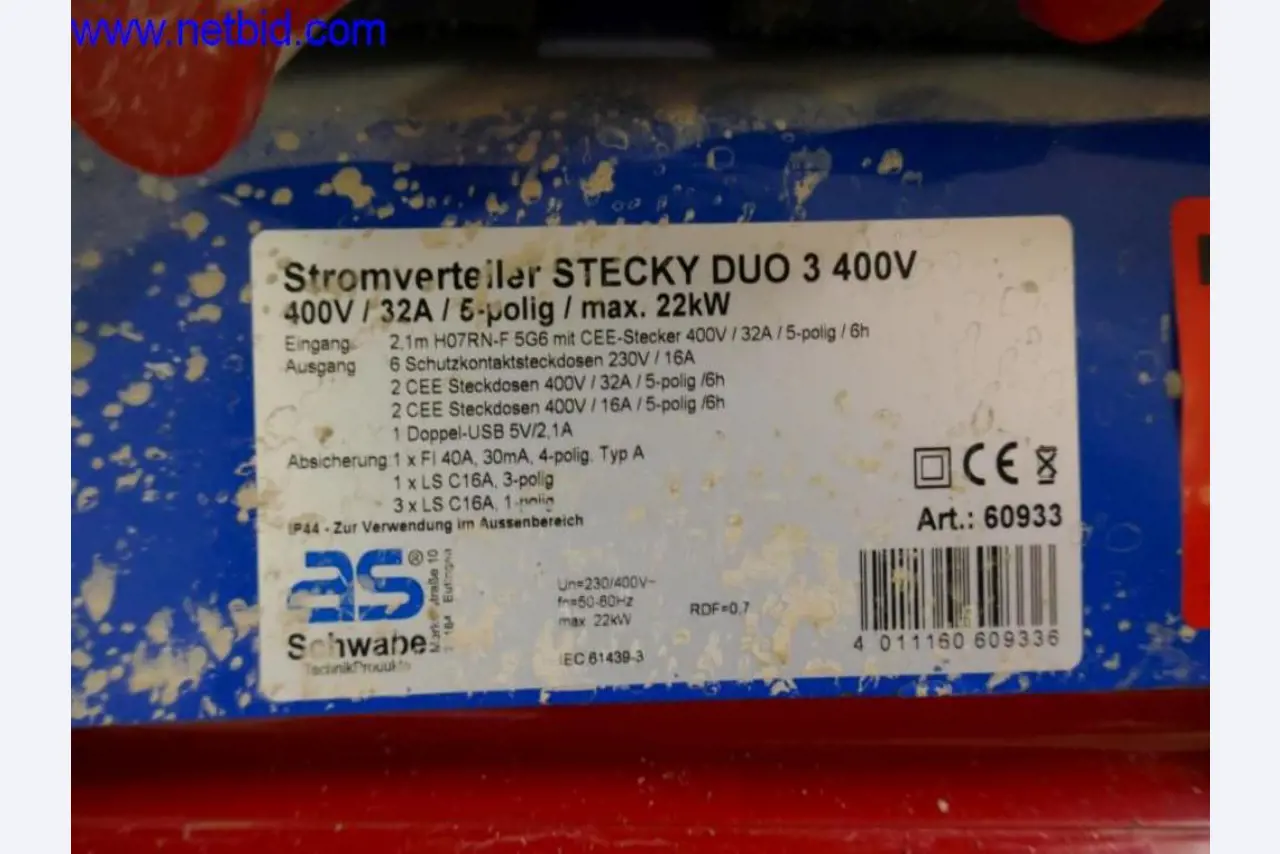 www.netbid.com
Stromverteiler STECKY DUO 3 400V
400V / 32A / 5-polig / max. 22kW
Eingang 2,1m H07RN-F 5G6 mit CEE-Stecker 400V / 32A / 5-polig / 6h
Ausgang 6 Schutzkontaktsteckdosen 230V / 16A
2 CEE Steckdosen 400V / 32A / 5-polig /6h
2 CEE Steckdosen 400V / 16A / 5-polig /6h
1 Doppel-USB 5V/2,1A
Absicherung 1 x FI 40A, 30mA, 4-polig. Typ A
1 x LS C16A, 3-polig
3 x LS C16A, 1-polig
IP44 - Zur Verwendung im Aussenbereich
CE
Art.: 60933
as®
Schwabe
TechnikProdukte
Un=230/400V~
fn=50-60Hz
max. 22kW
RDF=0,7
IEC 61439-3
4 011160 609336